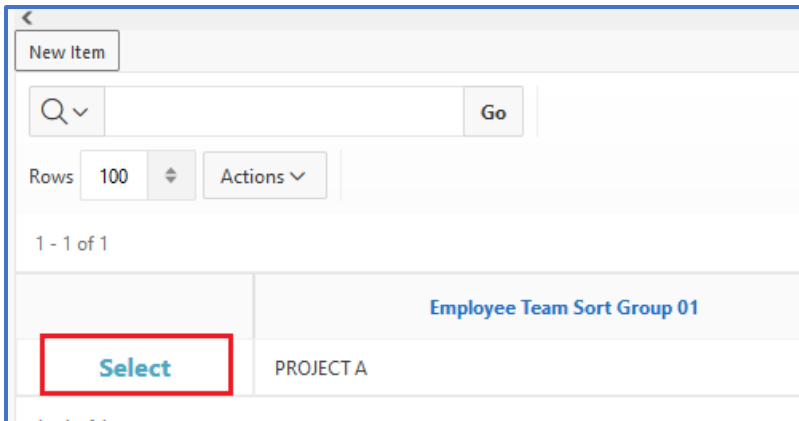 New Item
Go
Rows 100 Actions
1 - 1 of 1
Employee Team Sort Group 01
Select PROJECT A